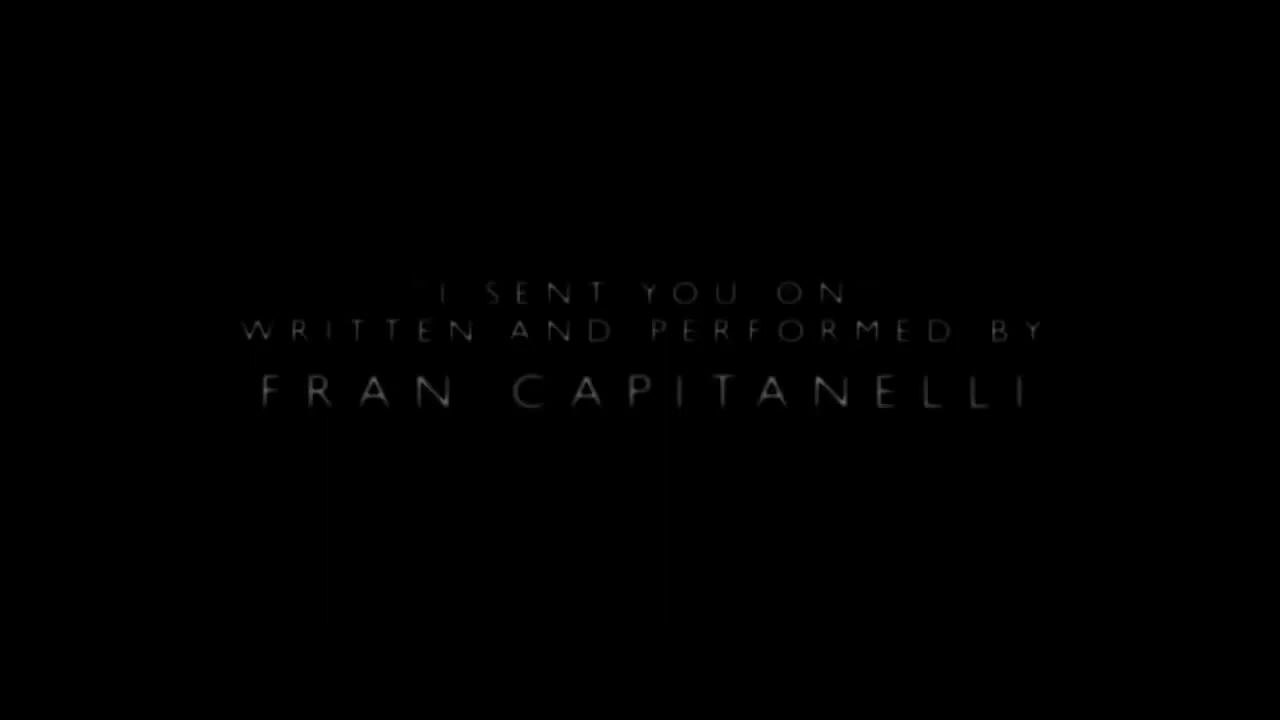 "I SENT YOU ON"
WRITTEN AND PERFORMED BY
FRAN CAPITANELLI